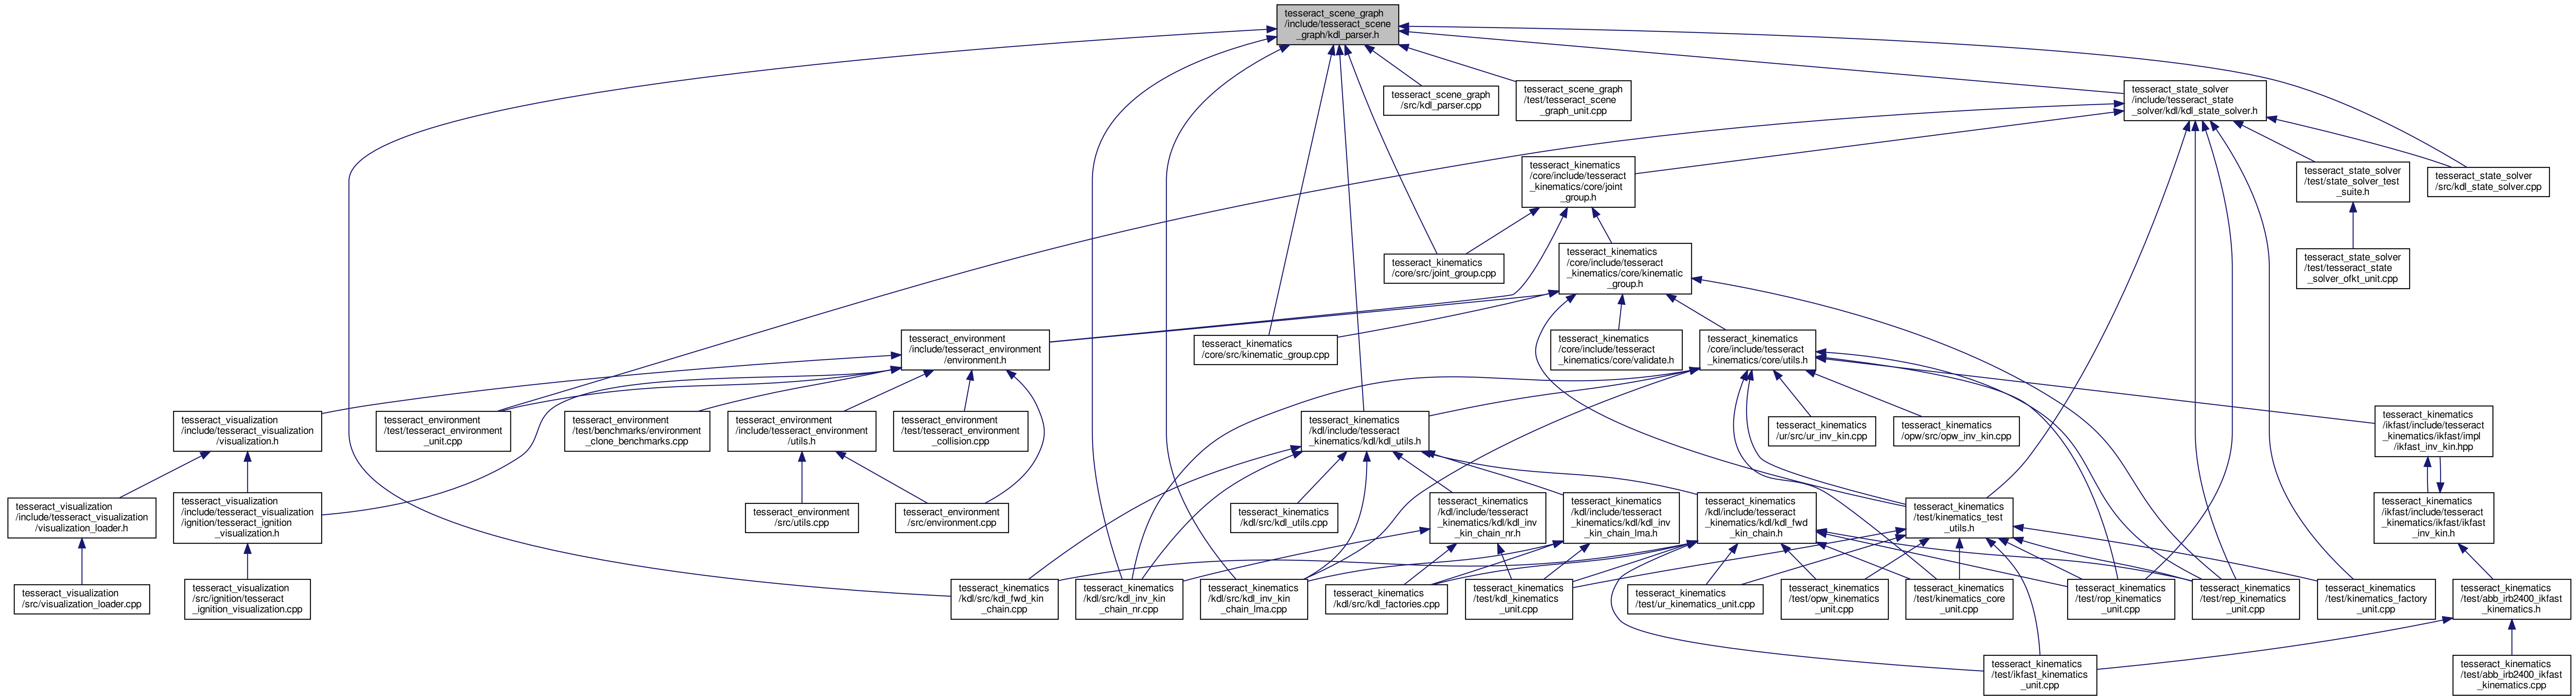 tesseract_scene_graph
/include/tesseract_scene
_graph/kdl_parser.h
tesseract_scene_graph
/src/kdl_parser.cpp
tesseract_scene_graph
/test/tesseract_scene
_graph_unit.cpp
tesseract_state_solver
/include/tesseract_state
_solver/kdl/kdl_state_solver.h
tesseract_kinematics
/core/include/tesseract
_kinematics/core/joint
_group.h
tesseract_state_solver
/test/state_solver_test
_suite.h
tesseract_state_solver
/src/kdl_state_solver.cpp
tesseract_kinematics
/core/src/joint_group.cpp
tesseract_kinematics
/core/include/tesseract
_kinematics/core/kinematic
_group.h
tesseract_state_solver
/test/tesseract_state
_solver_ofkt_unit.cpp
tesseract_environment
/include/tesseract_environment
/environment.h
tesseract_kinematics
/core/src/kinematic_group.cpp
tesseract_kinematics
/core/include/tesseract
_kinematics/core/validate.h
tesseract_kinematics
/core/include/tesseract
_kinematics/core/utils.h
tesseract_visualization
/include/tesseract_visualization
/visualization.h
tesseract_environment
/test/tesseract_environment
_unit.cpp
tesseract_environment
/test/benchmarks/environment
_clone_benchmarks.cpp
tesseract_environment
/include/tesseract_environment
/utils.h
tesseract_environment
/test/tesseract_environment
_collision.cpp
tesseract_kinematics
/kdl/include/tesseract
_kinematics/kdl/kdl_utils.h
tesseract_kinematics
/ur/src/ur_inv_kin.cpp
tesseract_kinematics
/opw/src/opw_inv_kin.cpp
tesseract_kinematics
/ikfast/include/tesseract
_kinematics/ikfast/impl
/ikfast_inv_kin.hpp
tesseract_visualization
/include/tesseract_visualization
/visualization_loader.h
tesseract_visualization
/include/tesseract_visualization
/ignition/tesseract_ignition
_visualization.h
tesseract_environment
/src/utils.cpp
tesseract_environment
/src/environment.cpp
tesseract_kinematics
/kdl/src/kdl_utils.cpp
tesseract_kinematics
/kdl/include/tesseract
_kinematics/kdl/kdl_inv
_kin_chain_nr.h
tesseract_kinematics
/kdl/include/tesseract
_kinematics/kdl/kdl_inv
_kin_chain_lma.h
tesseract_kinematics
/kdl/include/tesseract
_kinematics/kdl/kdl_fwd
_kin_chain.h
tesseract_kinematics
/test/kinematics_test
_utils.h
tesseract_kinematics
/ikfast/include/tesseract
_kinematics/ikfast/ikfast
_inv_kin.h
tesseract_visualization
/src/visualization_loader.cpp
tesseract_visualization
/src/ignition/tesseract
_ignition_visualization.cpp
tesseract_kinematics
/kdl/src/kdl_fwd_kin
_chain.cpp
tesseract_kinematics
/kdl/src/kdl_inv_kin
_chain_nr.cpp
tesseract_kinematics
/kdl/src/kdl_inv_kin
_chain_lma.cpp
tesseract_kinematics
/kdl/src/kdl_factories.cpp
tesseract_kinematics
/test/kdl_kinematics
_unit.cpp
tesseract_kinematics
/test/ur_kinematics_unit.cpp
tesseract_kinematics
/test/opw_kinematics
_unit.cpp
tesseract_kinematics
/test/kinematics_core
_unit.cpp
tesseract_kinematics
/test/rop_kinematics
_unit.cpp
tesseract_kinematics
/test/rep_kinematics
_unit.cpp
tesseract_kinematics
/test/kinematics_factory
_unit.cpp
tesseract_kinematics
/test/abb_irb2400_ikfast
_kinematics.h
tesseract_kinematics
/test/ikfast_kinematics
_unit.cpp
tesseract_kinematics
/test/abb_irb2400_ikfast
_kinematics.cpp